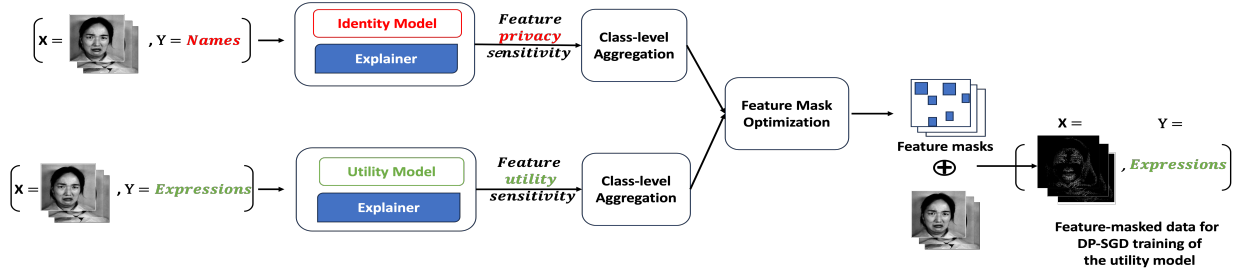 X = , Y = Names
Identity Model
Explainer
Feature
privacy
sensitivity
Class-level
Aggregation
X = , Y = Expressions
Utility Model
Explainer
Feature
utility
sensitivity
Class-level
Aggregation
Feature Mask
Optimization
Feature masks
X = Y =
, Expressions
Feature-masked data for
DP-SGD training of
the utility model